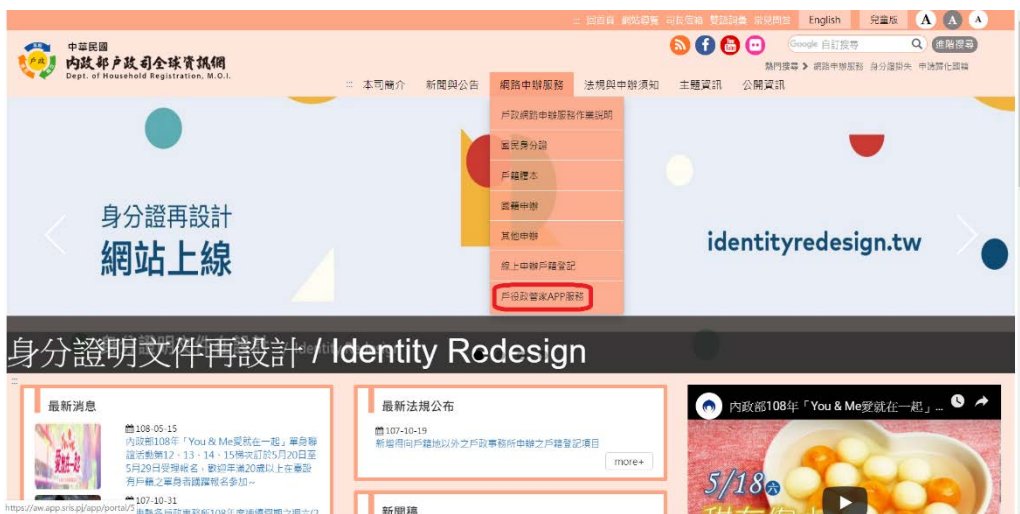 ::: 回首頁 網站導覽 司長信箱 雙語詞彙 常見問答 English 兒童版 A A A
中華民國
內政部戶政司全球資訊網
Dept. of Household Registration, M.O.I.
Google 自訂搜尋 進階搜尋
熱門搜尋 網路申辦服務 身分證掛失 申請歸化國籍
::: 本司簡介 新聞與公告 網路申辦服務 法規與申辦須知 主題資訊 公開資訊
戶政網路申辦服務作業說明
國民身分證
戶籍謄本
國籍申辦
其他申辦
線上申辦戶籍登記
戶役政管家APP服務
身分證再設計
網站上線
identityredesign.tw
身分證明文件再設計 / Identity Redesign
:::
最新消息
108-05-15
內政部108年「You & Me愛就在一起」單身聯
誼活動第12、13、14、15梯次訂於5月20日至
5月29日受理報名，歡迎年滿20歲以上在臺設
有戶籍之單身者踴躍報名參加~
107-10-31
最新法規公布
107-10-19
新增得向戶籍地以外之戶政事務所申辦之戶籍登記項目
more+
新聞稿
內政部108年「You & Me愛就在一起」...
5/18 六
https://aw.app.sris.pj/app/portal/5